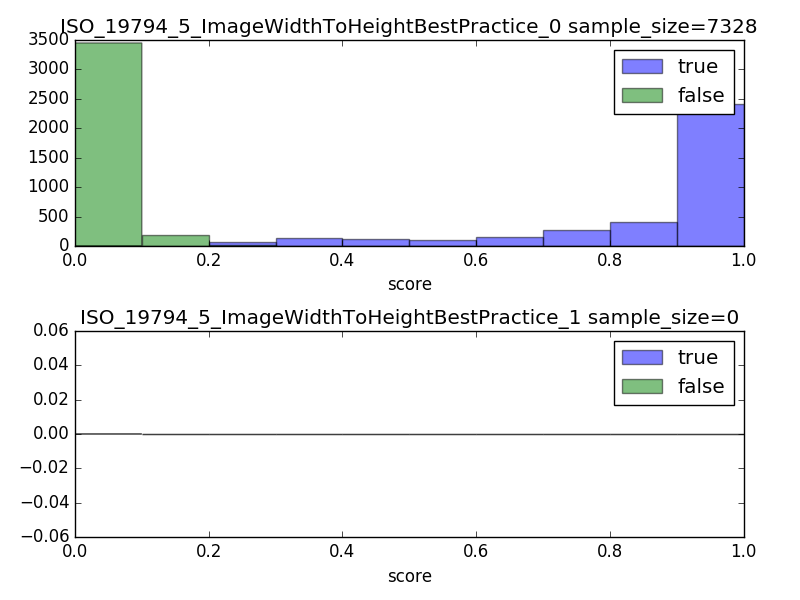 ISO_19794_5_ImageWidthToHeightBestPractice_0 sample_size=7328
3500
3000
2500
2000
1500
1000
500
0
true
false
0.0 0.2 0.4 0.6 0.8 1.0
score
ISO_19794_5_ImageWidthToHeightBestPractice_1 sample_size=0
0.06
0.04
0.02
0.00
−0.02
−0.04
−0.06
true
false
0.0 0.2 0.4 0.6 0.8 1.0
score